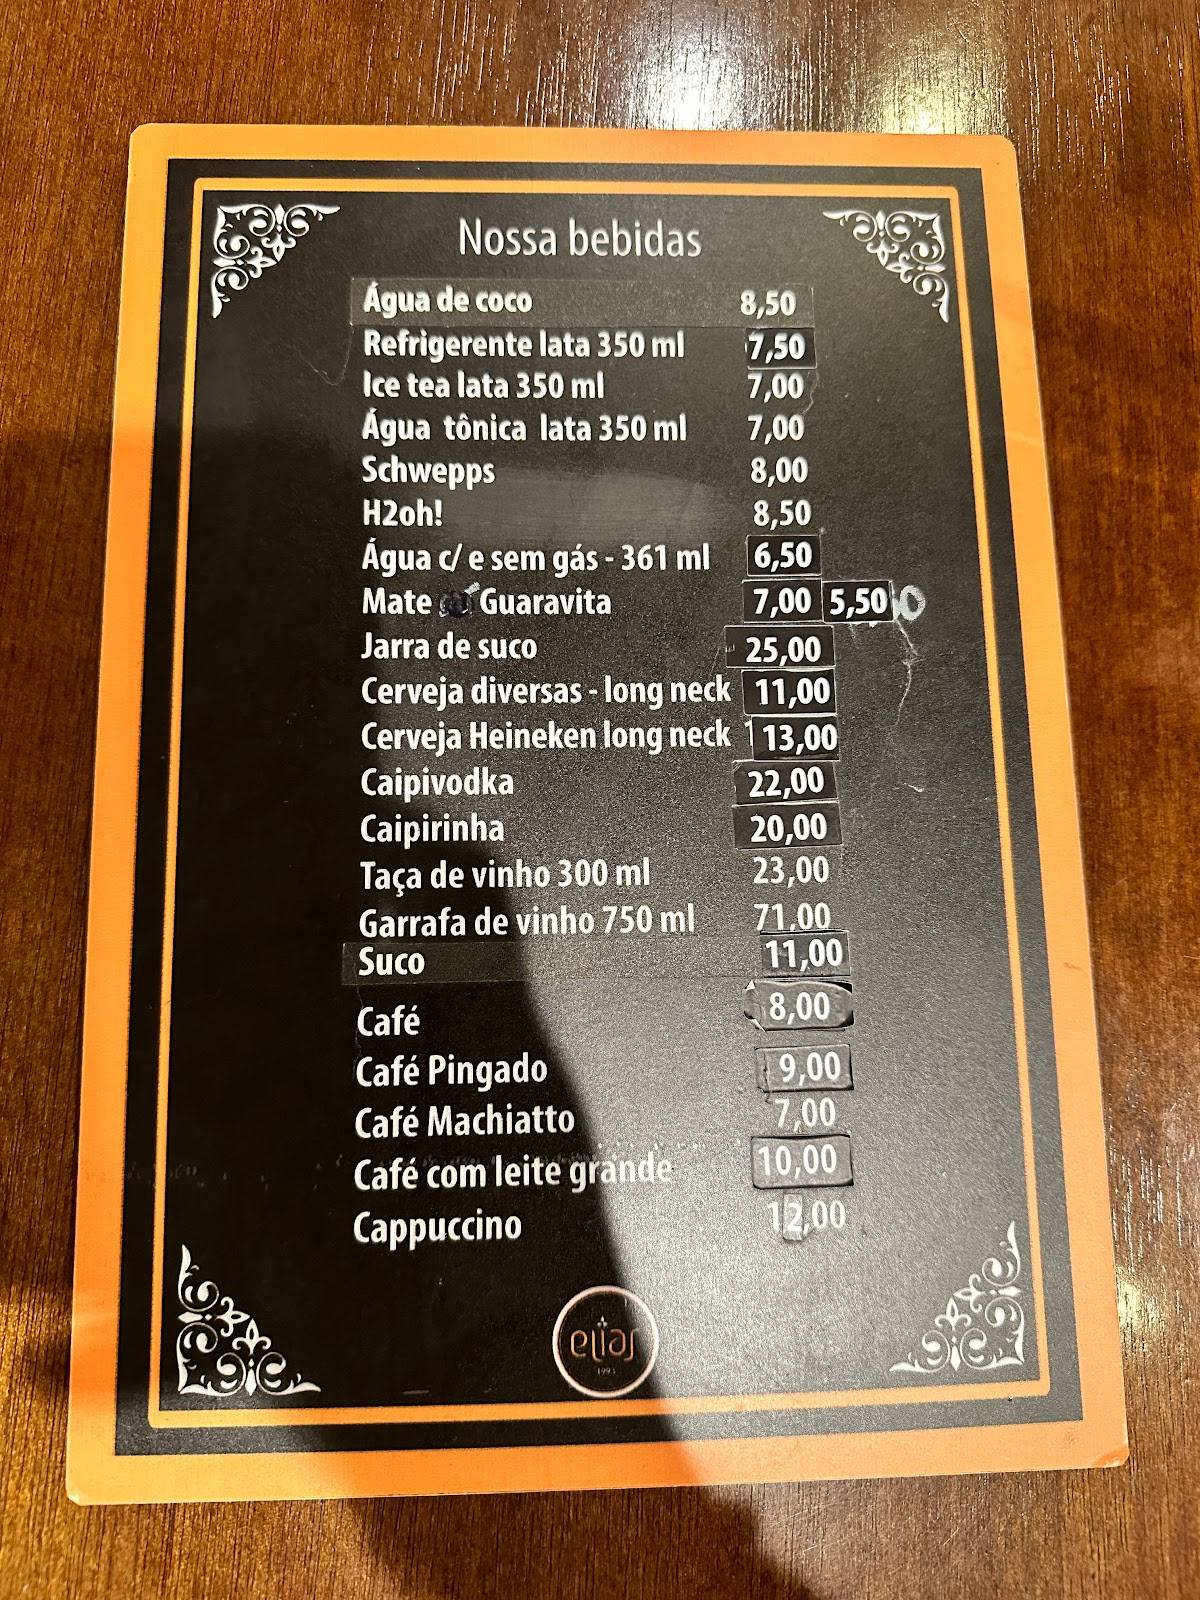 Nossa bebidas
Água de coco 8,50
Refrigerente lata 350 ml 7,50
Ice tea lata 350 ml 7,00
Água tônica lata 350 ml 7,00
Schwepps 8,00
H2oh! 8,50
Água c/ e sem gás - 361 ml 6,50
Mate Guaravita 7,00 5,50
Jarra de suco 25,00
Cerveja diversas - long neck 11,00
Cerveja Heineken long neck 13,00
Caipivodka 22,00
Caipirinha 20,00
Taça de vinho 300 ml 23,00
Garrafa de vinho 750 ml 71,00
Suco 11,00
Café 8,00
Café Pingado 9,00
Café Machiatto 7,00
Café com leite grande 10,00
Cappuccino 12,00
elias
1993